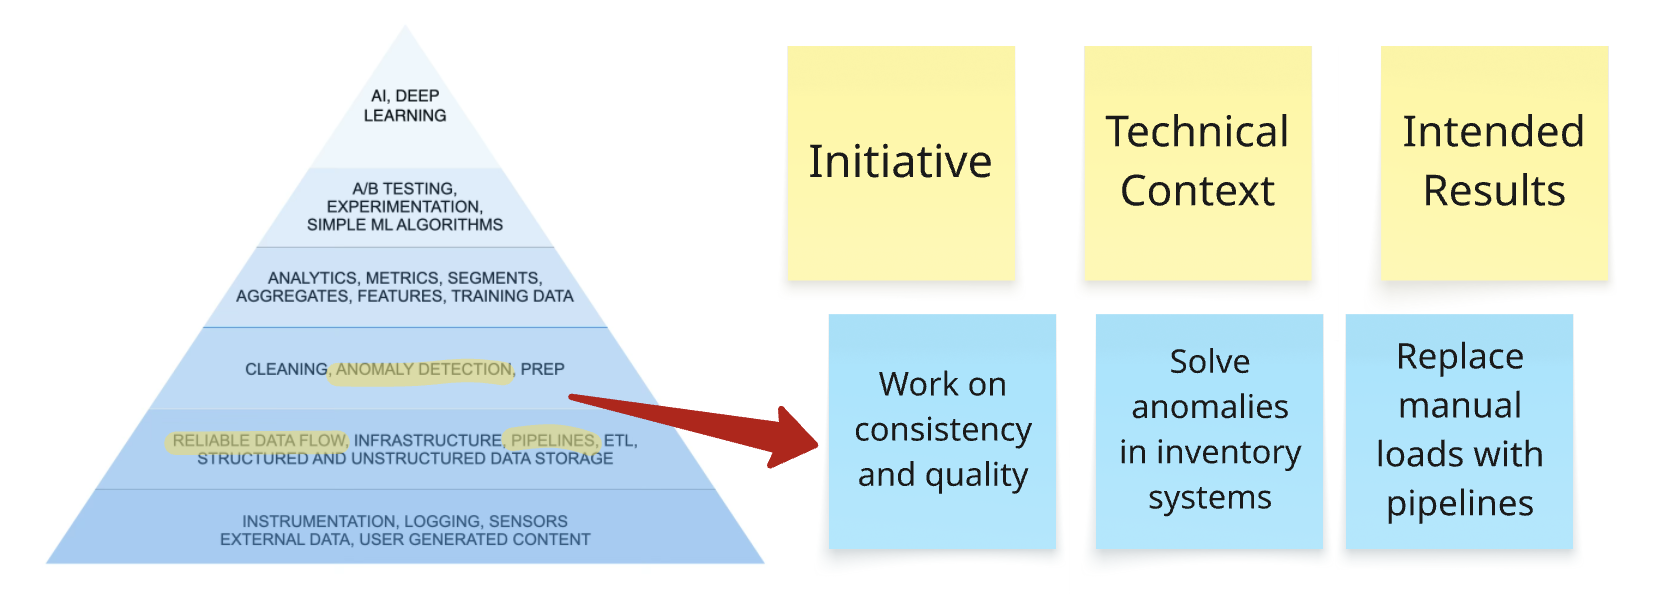 AI, DEEP
LEARNING
A/B TESTING,
EXPERIMENTATION,
SIMPLE ML ALGORITHMS
ANALYTICS, METRICS, SEGMENTS,
AGGREGATES, FEATURES, TRAINING DATA
CLEANING, ANOMALY DETECTION, PREP
RELIABLE DATA FLOW, INFRASTRUCTURE, PIPELINES, ETL,
STRUCTURED AND UNSTRUCTURED DATA STORAGE
INSTRUMENTATION, LOGGING, SENSORS
EXTERNAL DATA, USER GENERATED CONTENT
Initiative
Technical
Context
Intended
Results
Work on
consistency
and quality
Solve
anomalies
in inventory
systems
Replace
manual
loads with
pipelines